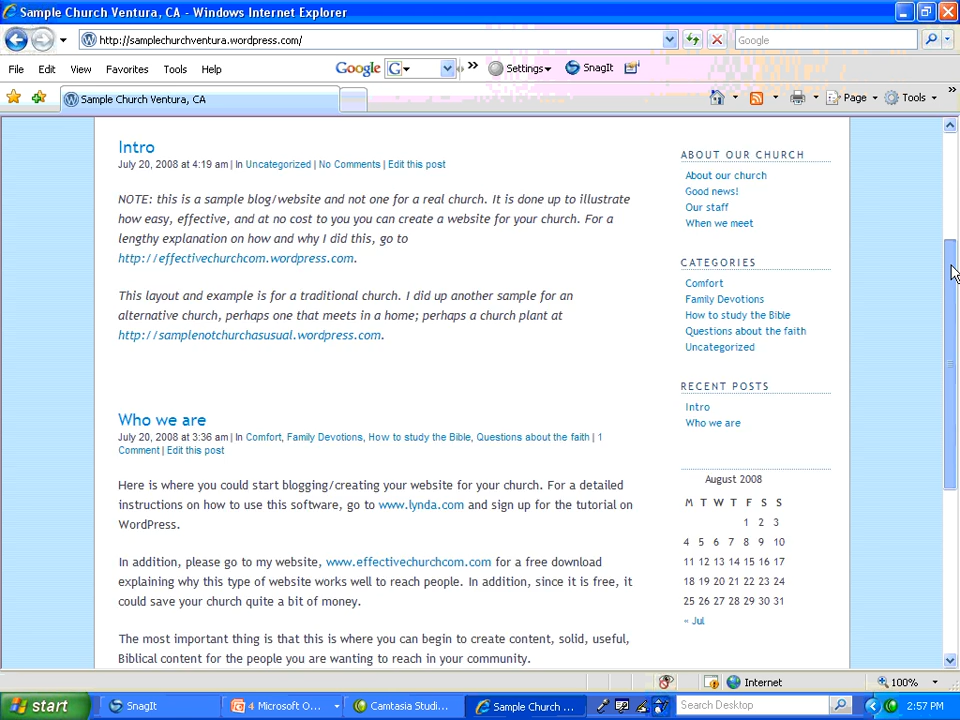 Sample Church Ventura, CA - Windows Internet Explorer
http://samplechurchventura.wordpress.com/
Google
File Edit View Favorites Tools Help
Google G Settings SnagIt
Sample Church Ventura, CA
Page Tools
Intro
July 20, 2008 at 4:19 am | In Uncategorized | No Comments | Edit this post
NOTE: this is a sample blog/website and not one for a real church. It is done up to illustrate
how easy, effective, and at no cost to you you can create a website for your church. For a
lengthy explanation on how and why I did this, go to
http://effectivechurchcom.wordpress.com.
This layout and example is for a traditional church. I did up another sample for an
alternative church, perhaps one that meets in a home; perhaps a church plant at
http://samplenotchurchasusual.wordpress.com.
Who we are
July 20, 2008 at 3:36 am | In Comfort, Family Devotions, How to study the Bible, Questions about the faith | 1
Comment | Edit this post
Here is where you could start blogging/creating your website for your church. For a detailed
instructions on how to use this software, go to www.lynda.com and sign up for the tutorial on
WordPress.
In addition, please go to my website, www.effectivechurchcom.com for a free download
explaining why this type of website works well to reach people. In addition, since it is free, it
could save your church quite a bit of money.
The most important thing is that this is where you can begin to create content, solid, useful,
Biblical content for the people you are wanting to reach in your community.
ABOUT OUR CHURCH
About our church
Good news!
Our staff
When we meet
CATEGORIES
Comfort
Family Devotions
How to study the Bible
Questions about the faith
Uncategorized
RECENT POSTS
Intro
Who we are
August 2008
M T W T F S S
1 2 3
4 5 6 7 8 9 10
11 12 13 14 15 16 17
18 19 20 21 22 23 24
25 26 27 28 29 30 31
« Jul
Internet 100%
start SnagIt 4 Microsoft O... Camtasia Studi... Sample Church ... Search Desktop 2:57 PM